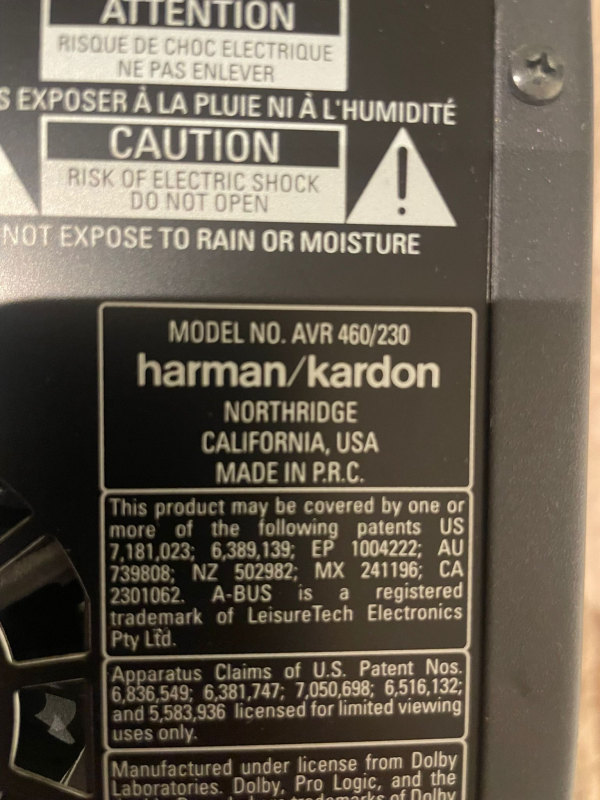 ATTENTION
RISQUE DE CHOC ELECTRIQUE
NE PAS ENLEVER
S EXPOSER À LA PLUIE NI À L'HUMIDITÉ
CAUTION
RISK OF ELECTRIC SHOCK
DO NOT OPEN
NOT EXPOSE TO RAIN OR MOISTURE
MODEL NO. AVR 460/230
harman/kardon
NORTHRIDGE
CALIFORNIA, USA
MADE IN P.R.C.
This product may be covered by one or
more of the following patents US
7,181,023; 6,389,139; EP 1004222; AU
739808; NZ 502982; MX 241196; CA
2301062. A-BUS is a registered
trademark of LeisureTech Electronics
Pty Ltd.
Apparatus Claims of U.S. Patent Nos.
6,836,549; 6,381,747; 7,050,698; 6,516,132;
and 5,583,936 licensed for limited viewing
uses only.
Manufactured under license from Dolby
Laboratories. Dolby, Pro Logic, and the
trademarks of Dolby